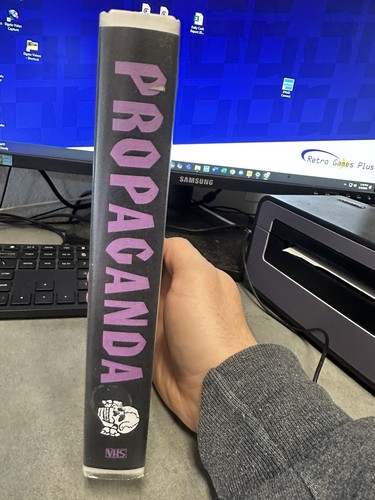 PROPAGANDA
VHS
SAMSUNG
Retro Games Plus